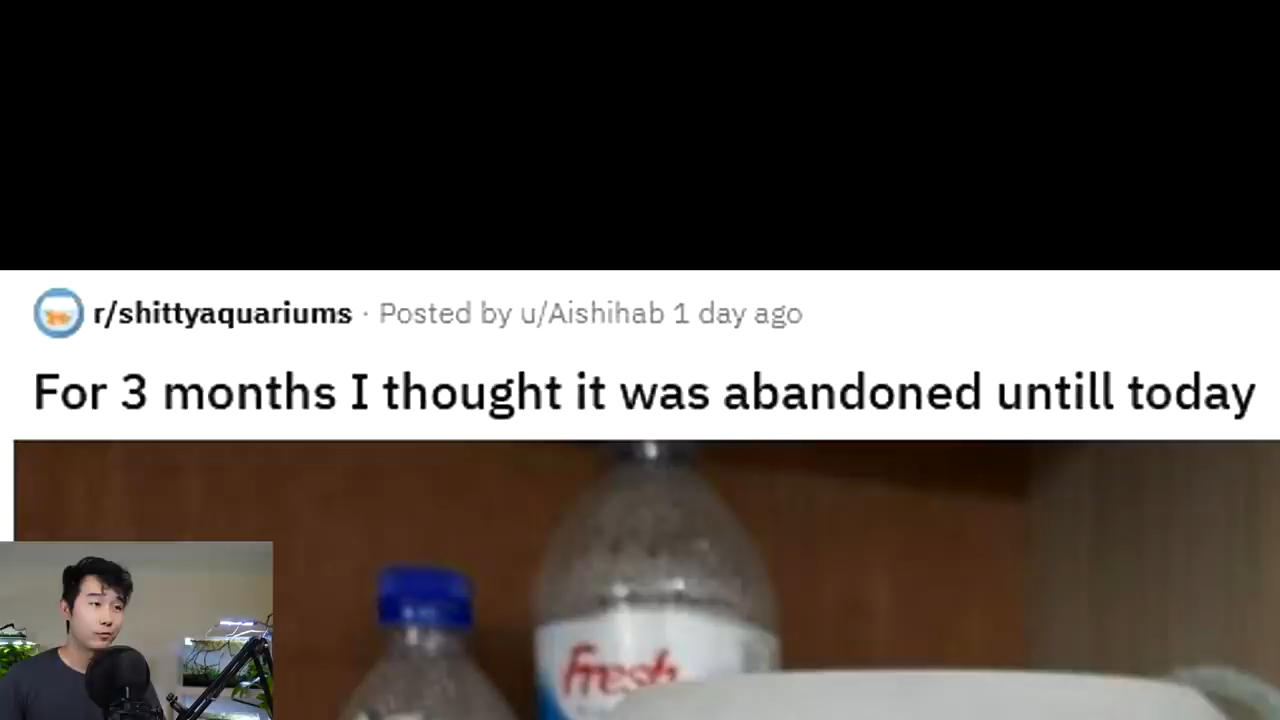 r/shittyaquariums · Posted by u/Aishihab 1 day ago
For 3 months I thought it was abandoned untill today
Fresh